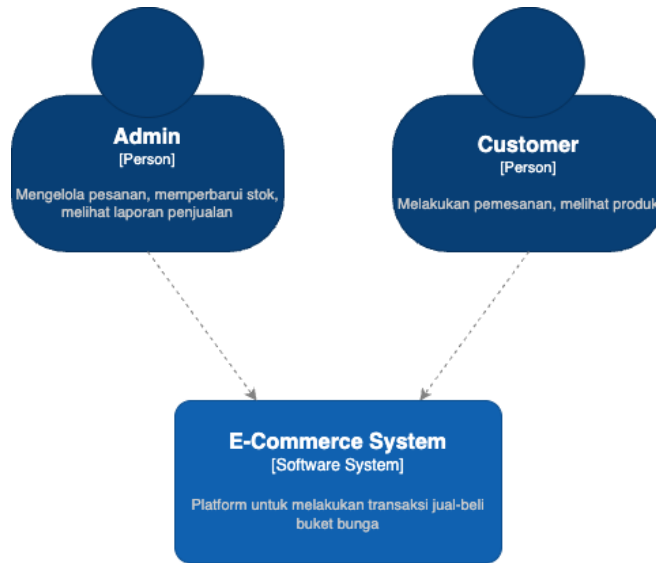 Admin
[Person]
Mengelola pesanan, memperbarui stok,
melihat laporan penjualan
Customer
[Person]
Melakukan pemesanan, melihat produk
E-Commerce System
[Software System]
Platform untuk melakukan transaksi jual-beli
buket bunga